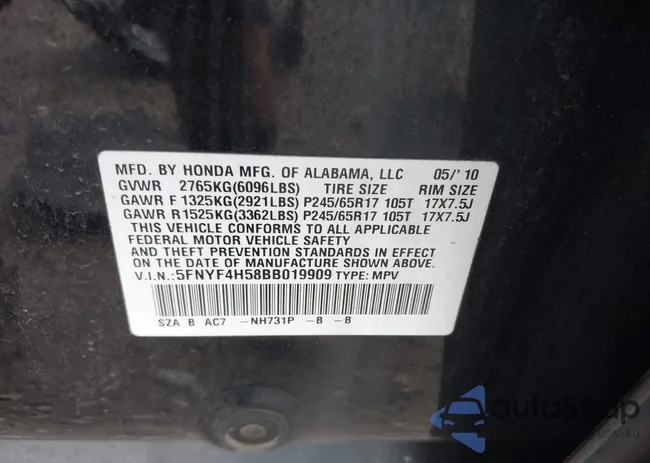 MFD. BY HONDA MFG. OF ALABAMA, LLC 05/'10
GVWR 2765KG(6096LBS) TIRE SIZE RIM SIZE
GAWR F 1325KG(2921LBS) P245/65R17 105T 17X7.5J
GAWR R1525KG(3362LBS) P245/65R17 105T 17X7.5J
THIS VEHICLE CONFORMS TO ALL APPLICABLE
FEDERAL MOTOR VEHICLE SAFETY
AND THEFT PREVENTION STANDARDS IN EFFECT
ON THE DATE OF MANUFACTURE SHOWN ABOVE.
V.I.N.:5FNYF4H58BB019909 TYPE: MPV
SZA B AC7 -NH731P -B -B
autoSnap